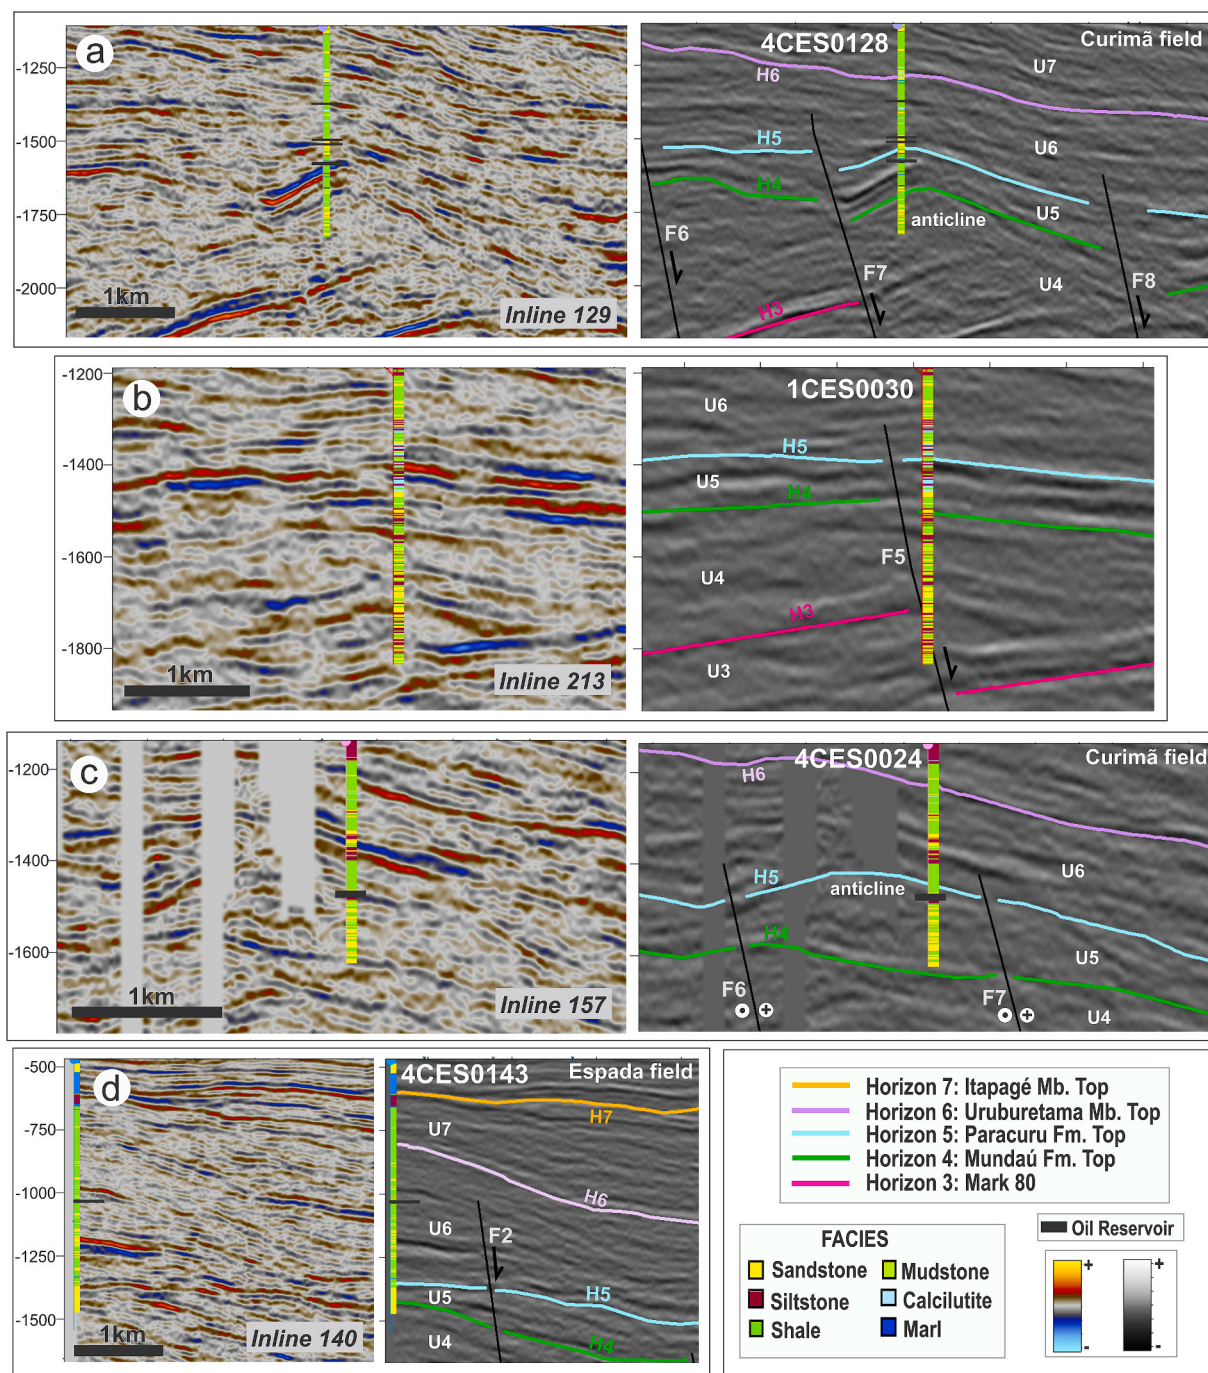 a
4CES0128
Curimã field
-1250
-1500
-1750
-2000
1km
Inline 129
H6
U7
H5
U6
H4
U5
anticline
F6
F7
U4
F8
H3
b
1CES0030
-1200
-1400
-1600
-1800
1km
Inline 213
U6
H5
U5
H4
F5
U4
H3
U3
c
4CES0024
Curimã field
-1200
-1400
-1600
1km
Inline 157
H6
U6
H5
anticline
H4
U5
F6
F7
U4
d
4CES0143
Espada field
-500
-750
-1000
-1250
-1500
1km
Inline 140
H7
U7
H6
U6
F2
H5
U5
H4
U4
Horizon 7: Itapagé Mb. Top
Horizon 6: Uruburetama Mb. Top
Horizon 5: Paracuru Fm. Top
Horizon 4: Mundaú Fm. Top
Horizon 3: Mark 80
FACIES
Sandstone
Mudstone
Siltstone
Calcilutite
Shale
Marl
Oil Reservoir
+
-
+
-